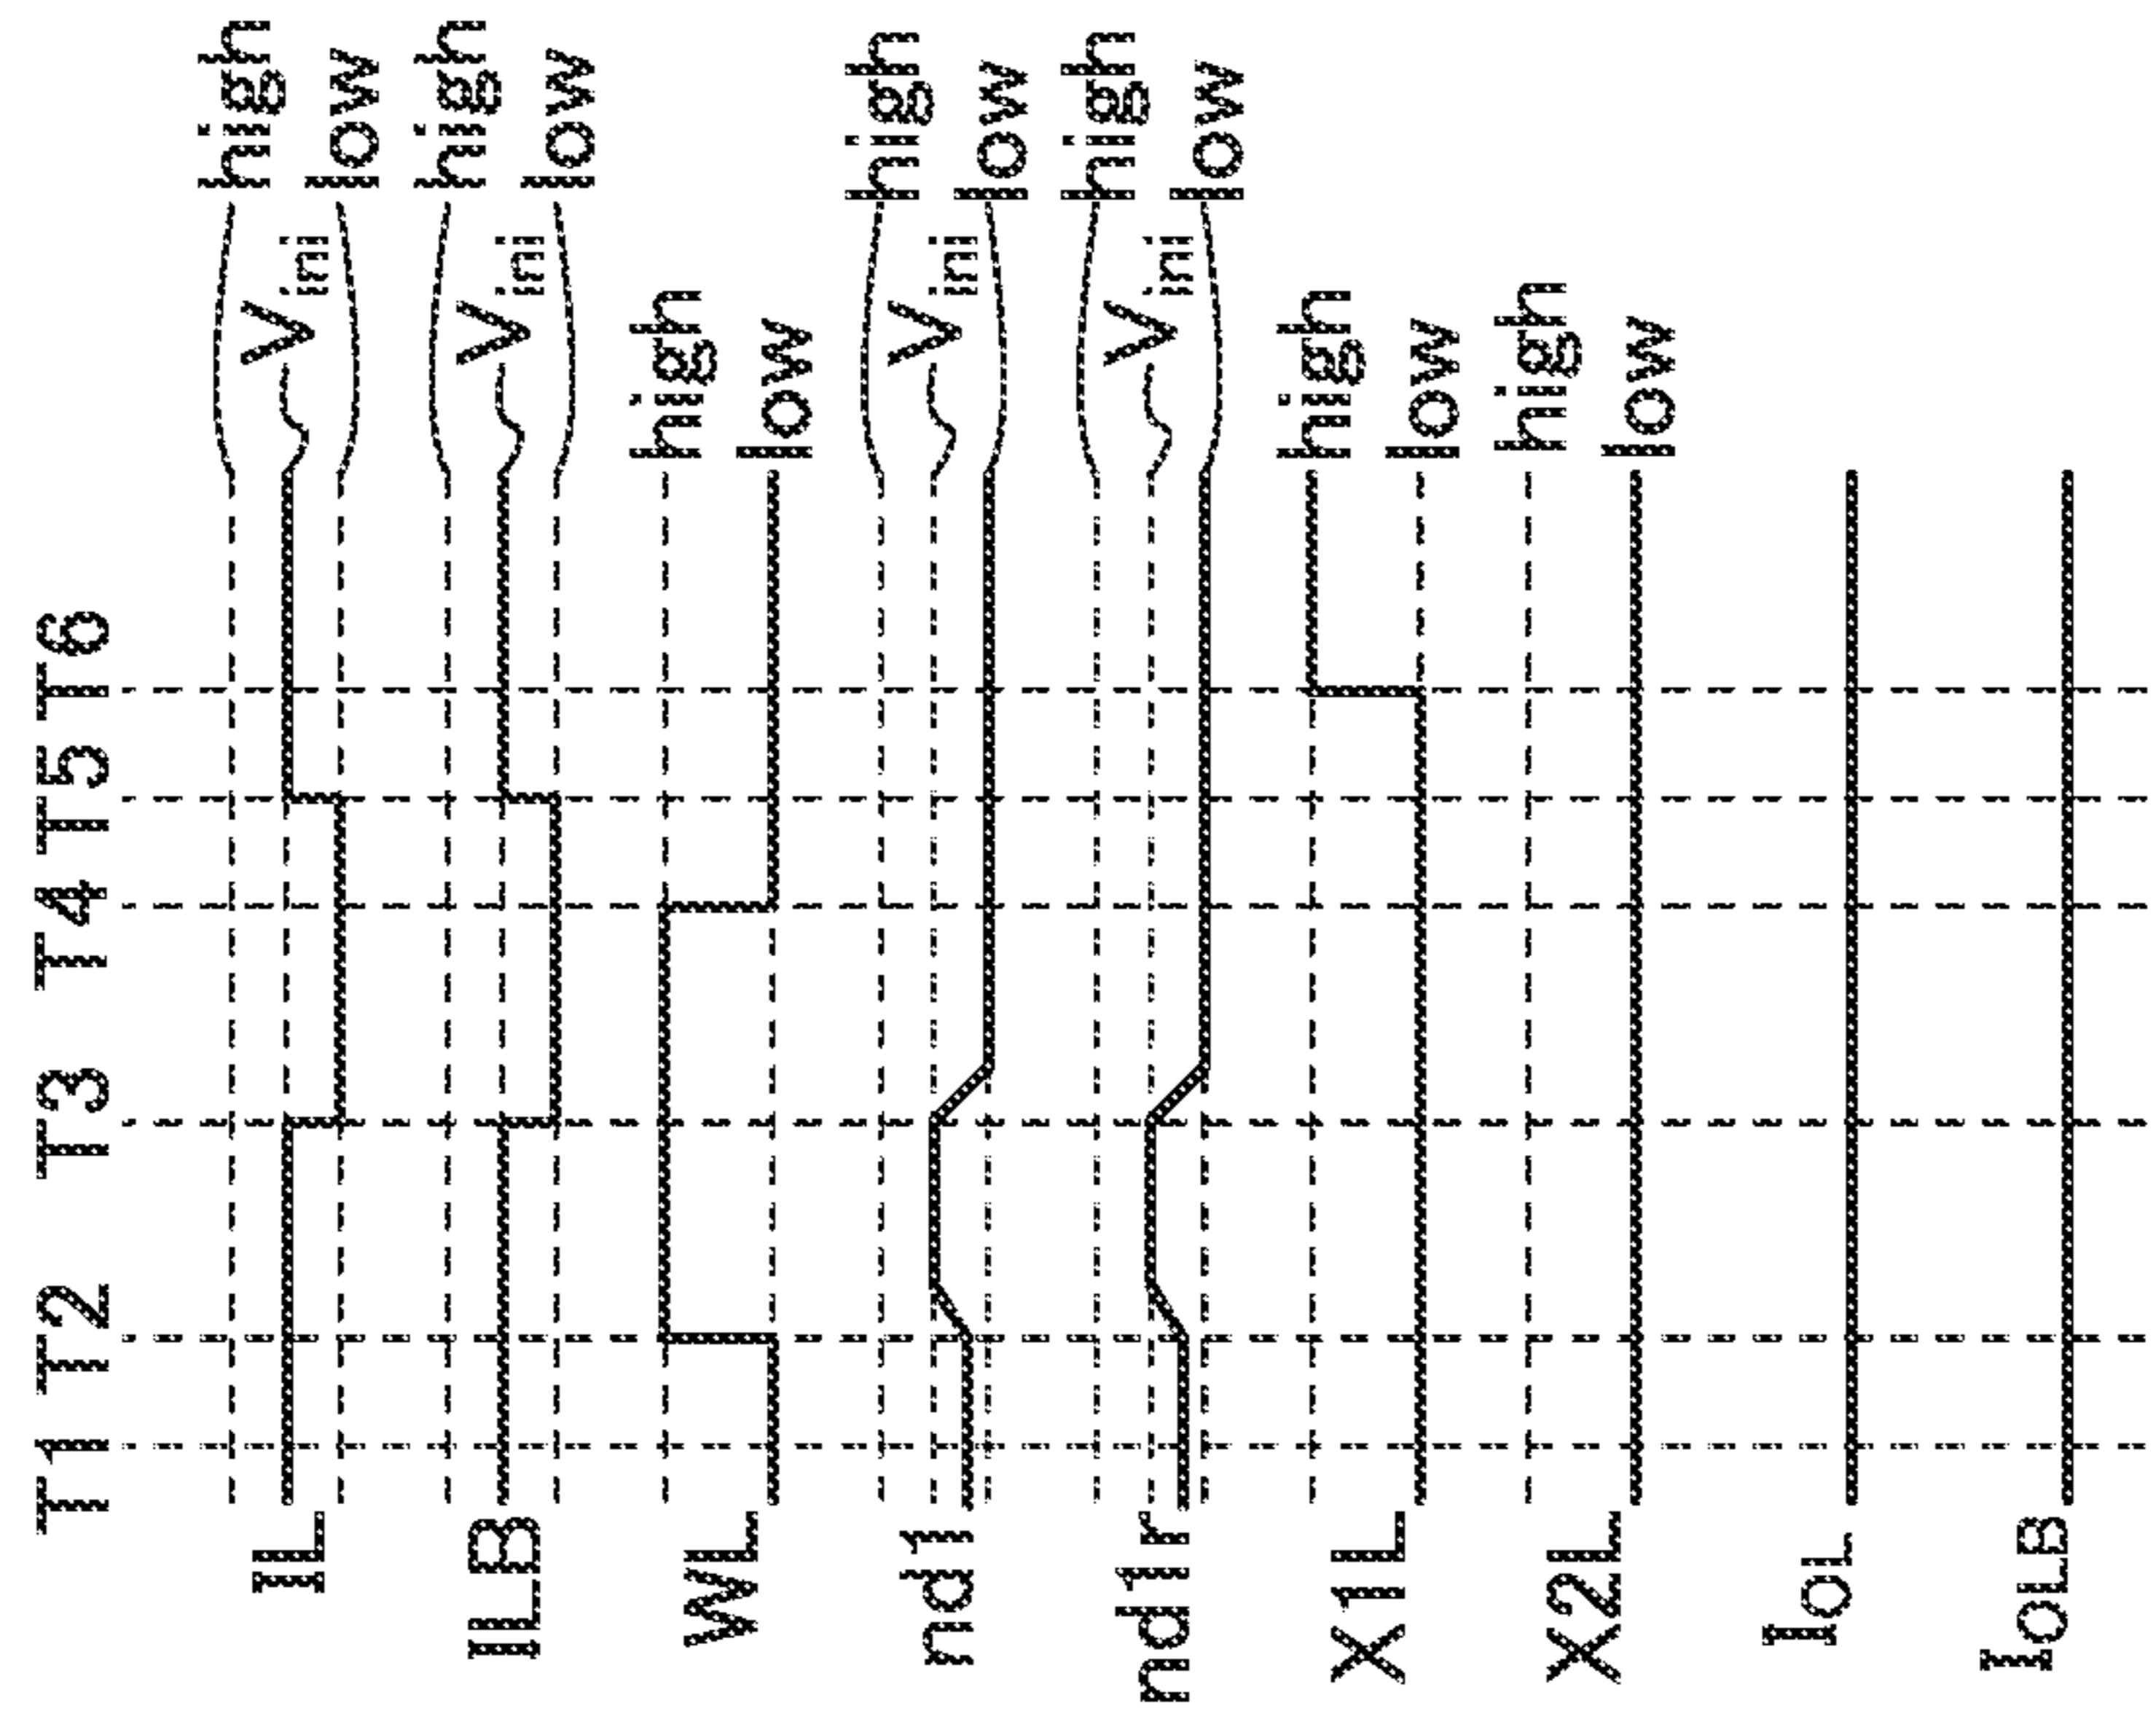 T1 T2 T3 T4 T5 T6
IL Vini high low
ILB Vini high low
WL high low
nd1 Vini high low
nd1r Vini high low
X1L high low
X2L high low
IOL
IOLB